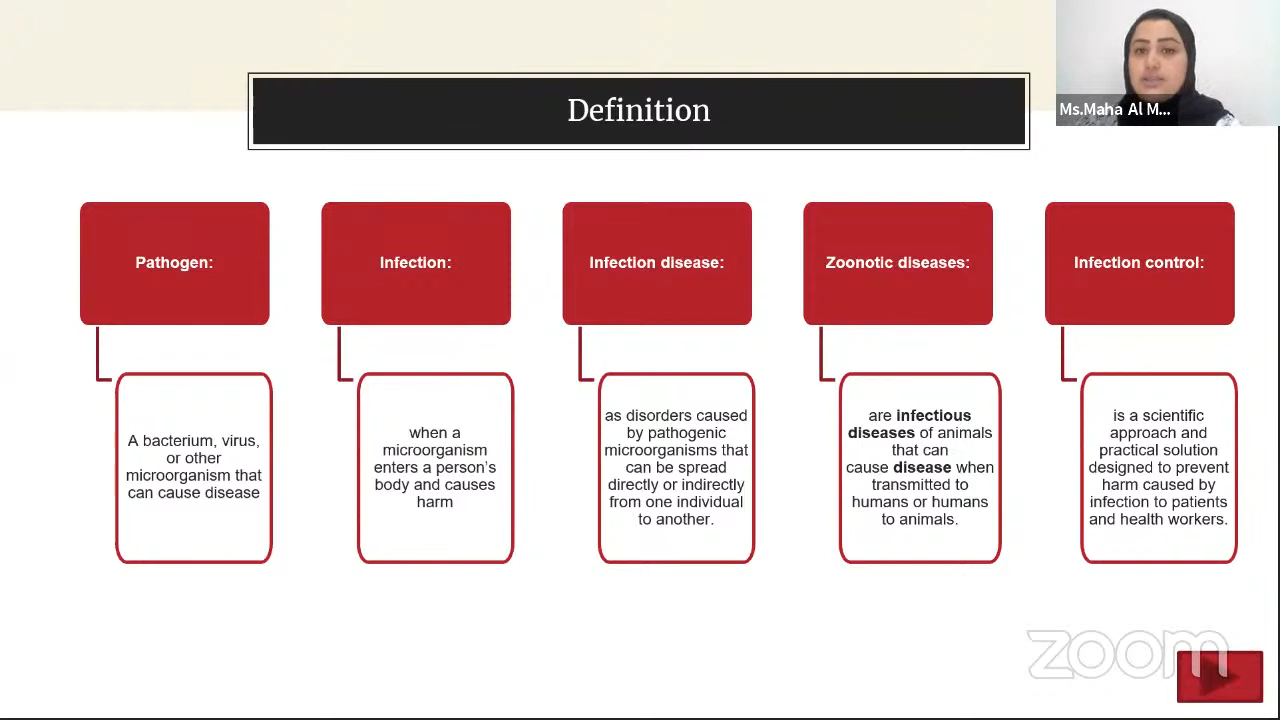 Definition
Ms.Maha Al M...
Pathogen:
A bacterium, virus,
or other
microorganism that
can cause disease
Infection:
when a
microorganism
enters a person's
body and causes
harm
Infection disease:
as disorders caused
by pathogenic
microorganisms that
can be spread
directly or indirectly
from one individual
to another.
Zoonotic diseases:
are infectious
diseases of animals
that can
cause disease when
transmitted to
humans or humans
to animals.
Infection control:
is a scientific
approach and
practical solution
designed to prevent
harm caused by
infection to patients
and health workers.
zoom